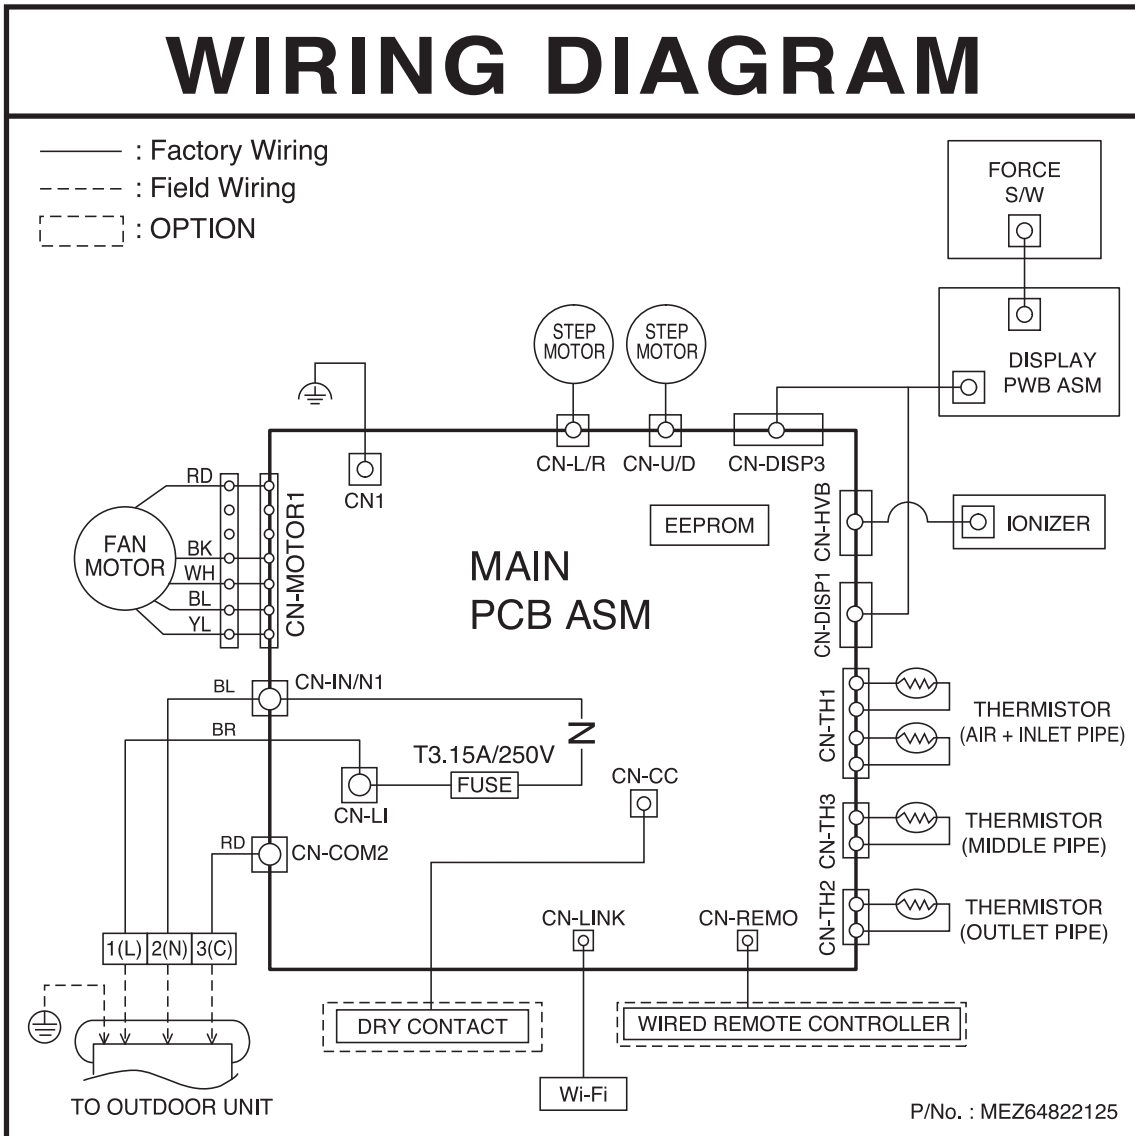 WIRING DIAGRAM
: Factory Wiring
: Field Wiring
: OPTION
FORCE
S/W
DISPLAY
PWB ASM
STEP
MOTOR
STEP
MOTOR
CN-L/R
CN-U/D
CN-DISP3
CN1
RD
BK
WH
BL
YL
FAN
MOTOR
CN-MOTOR1
EEPROM
CN-HVB
IONIZER
MAIN
PCB ASM
CN-DISP1
BL
CN-IN/N1
BR
N
T3.15A/250V
FUSE
CN-LI
CN-CC
CN-TH1
THERMISTOR
(AIR + INLET PIPE)
RD
CN-COM2
CN-TH3
THERMISTOR
(MIDDLE PIPE)
CN-LINK
CN-REMO
CN-TH2
THERMISTOR
(OUTLET PIPE)
1(L) 2(N) 3(C)
DRY CONTACT
WIRED REMOTE CONTROLLER
Wi-Fi
TO OUTDOOR UNIT
P/No. : MEZ64822125